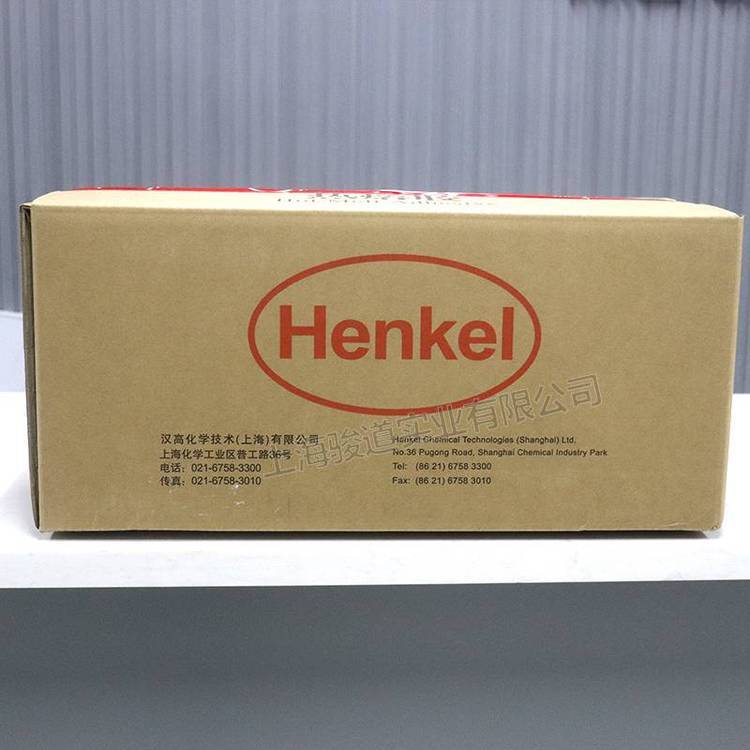 Hot Melt Adhesive
Henkel
汉高化学技术(上海)有限公司
上海化学工业区普工路36号
电话: 021-6758-3300
传真: 021-6758-3010
Henkel Chemical Technologies (Shanghai) Ltd.
No.36 Pugong Road, Shanghai Chemical Industry Park
Tel: (86 21) 6758 3300
Fax: (86 21) 6758 3010
上海骏道实业有限公司